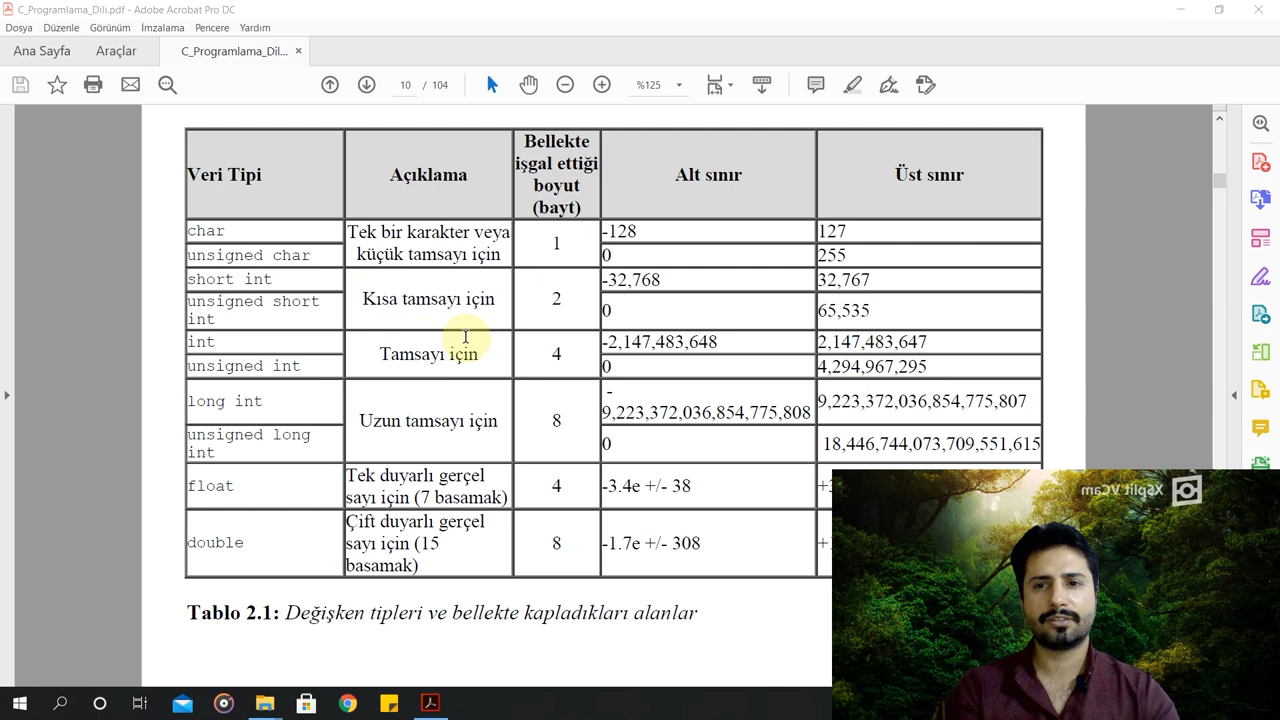 C_Programlama_Dili.pdf - Adobe Acrobat Pro DC
Dosya Düzenle Görünüm İmzalama Pencere Yardım
Ana Sayfa Araçlar C_Programlama_Dil... ×
10 / 104 %125
Veri Tipi Açıklama Bellekte işgal ettiği boyut (bayt) Alt sınır Üst sınır
char Tek bir karakter veya küçük tamsayı için 1 -128 127
unsigned char 0 255
short int Kısa tamsayı için 2 -32,768 32,767
unsigned short int 0 65,535
int Tamsayı için 4 -2,147,483,648 2,147,483,647
unsigned int 0 4,294,967,295
long int Uzun tamsayı için 8 -9,223,372,036,854,775,808 9,223,372,036,854,775,807
unsigned long int 0 18,446,744,073,709,551,615
float Tek duyarlı gerçel sayı için (7 basamak) 4 -3.4e +/- 38
double Çift duyarlı gerçel sayı için (15 basamak) 8 -1.7e +/- 308
Tablo 2.1: Değişken tipleri ve bellekte kapladıkları alanlar
XSplit VCam